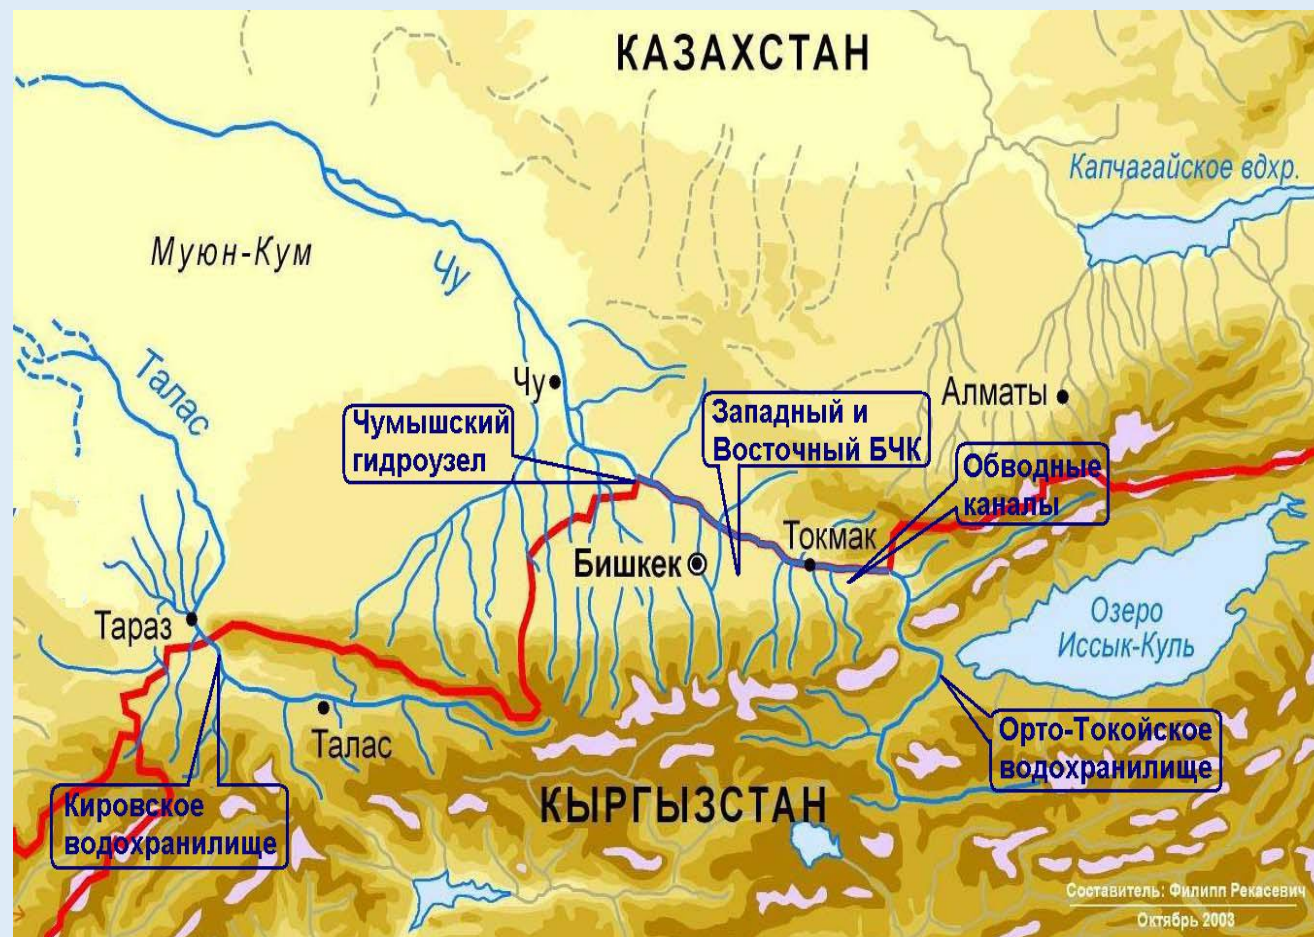 КАЗАХСТАН
Капчагайское вдхр.
Муюн-Кум
Чу
Талас
Чу
Алматы
Чумышский
гидроузел
Западный и
Восточный БЧК
Обводные
каналы
Токмак
Бишкек
Тараз
Озеро
Иссык-Куль
Талас
Орто-Токойское
водохранилище
Кировское
водохранилище
КЫРГЫЗСТАН
Составитель: Филипп Рекасевич
Октябрь 2003